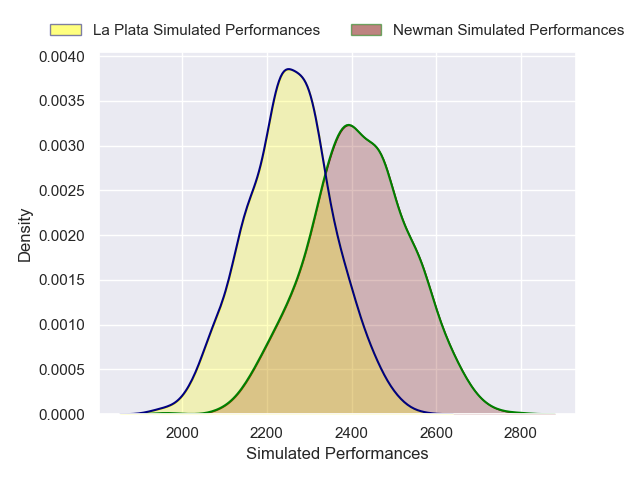 La Plata Simulated Performances Newman Simulated Performances
0.0040
0.0035
0.0030
0.0025
0.0020
0.0015
0.0010
0.0005
0.0000
Density
2000 2200 2400 2600 2800
Simulated Performances